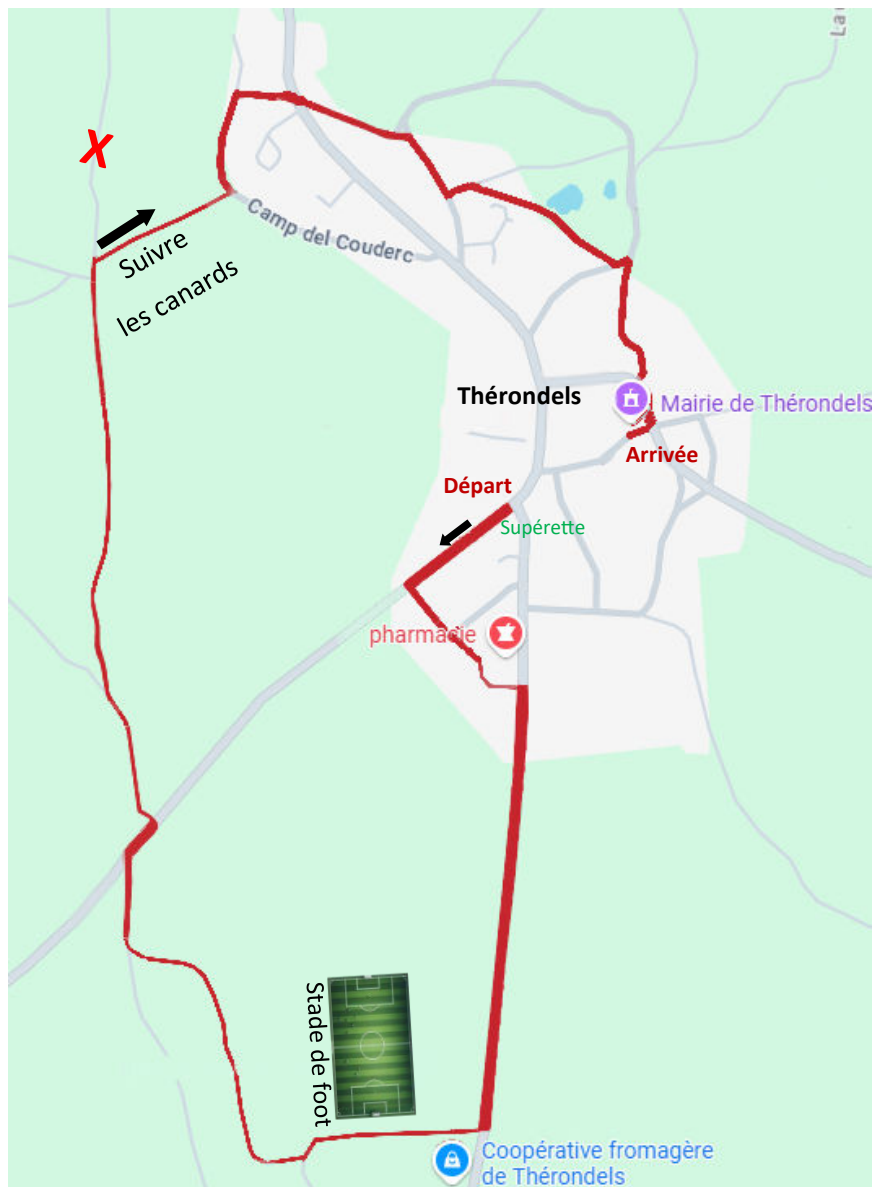 La
X
Camp del Couderc
Suivre
les canards
Thérondels
Mairie de Thérondels
Arrivée
Départ
Supérette
pharmacie
Stade de foot
Coopérative fromagère
de Thérondels